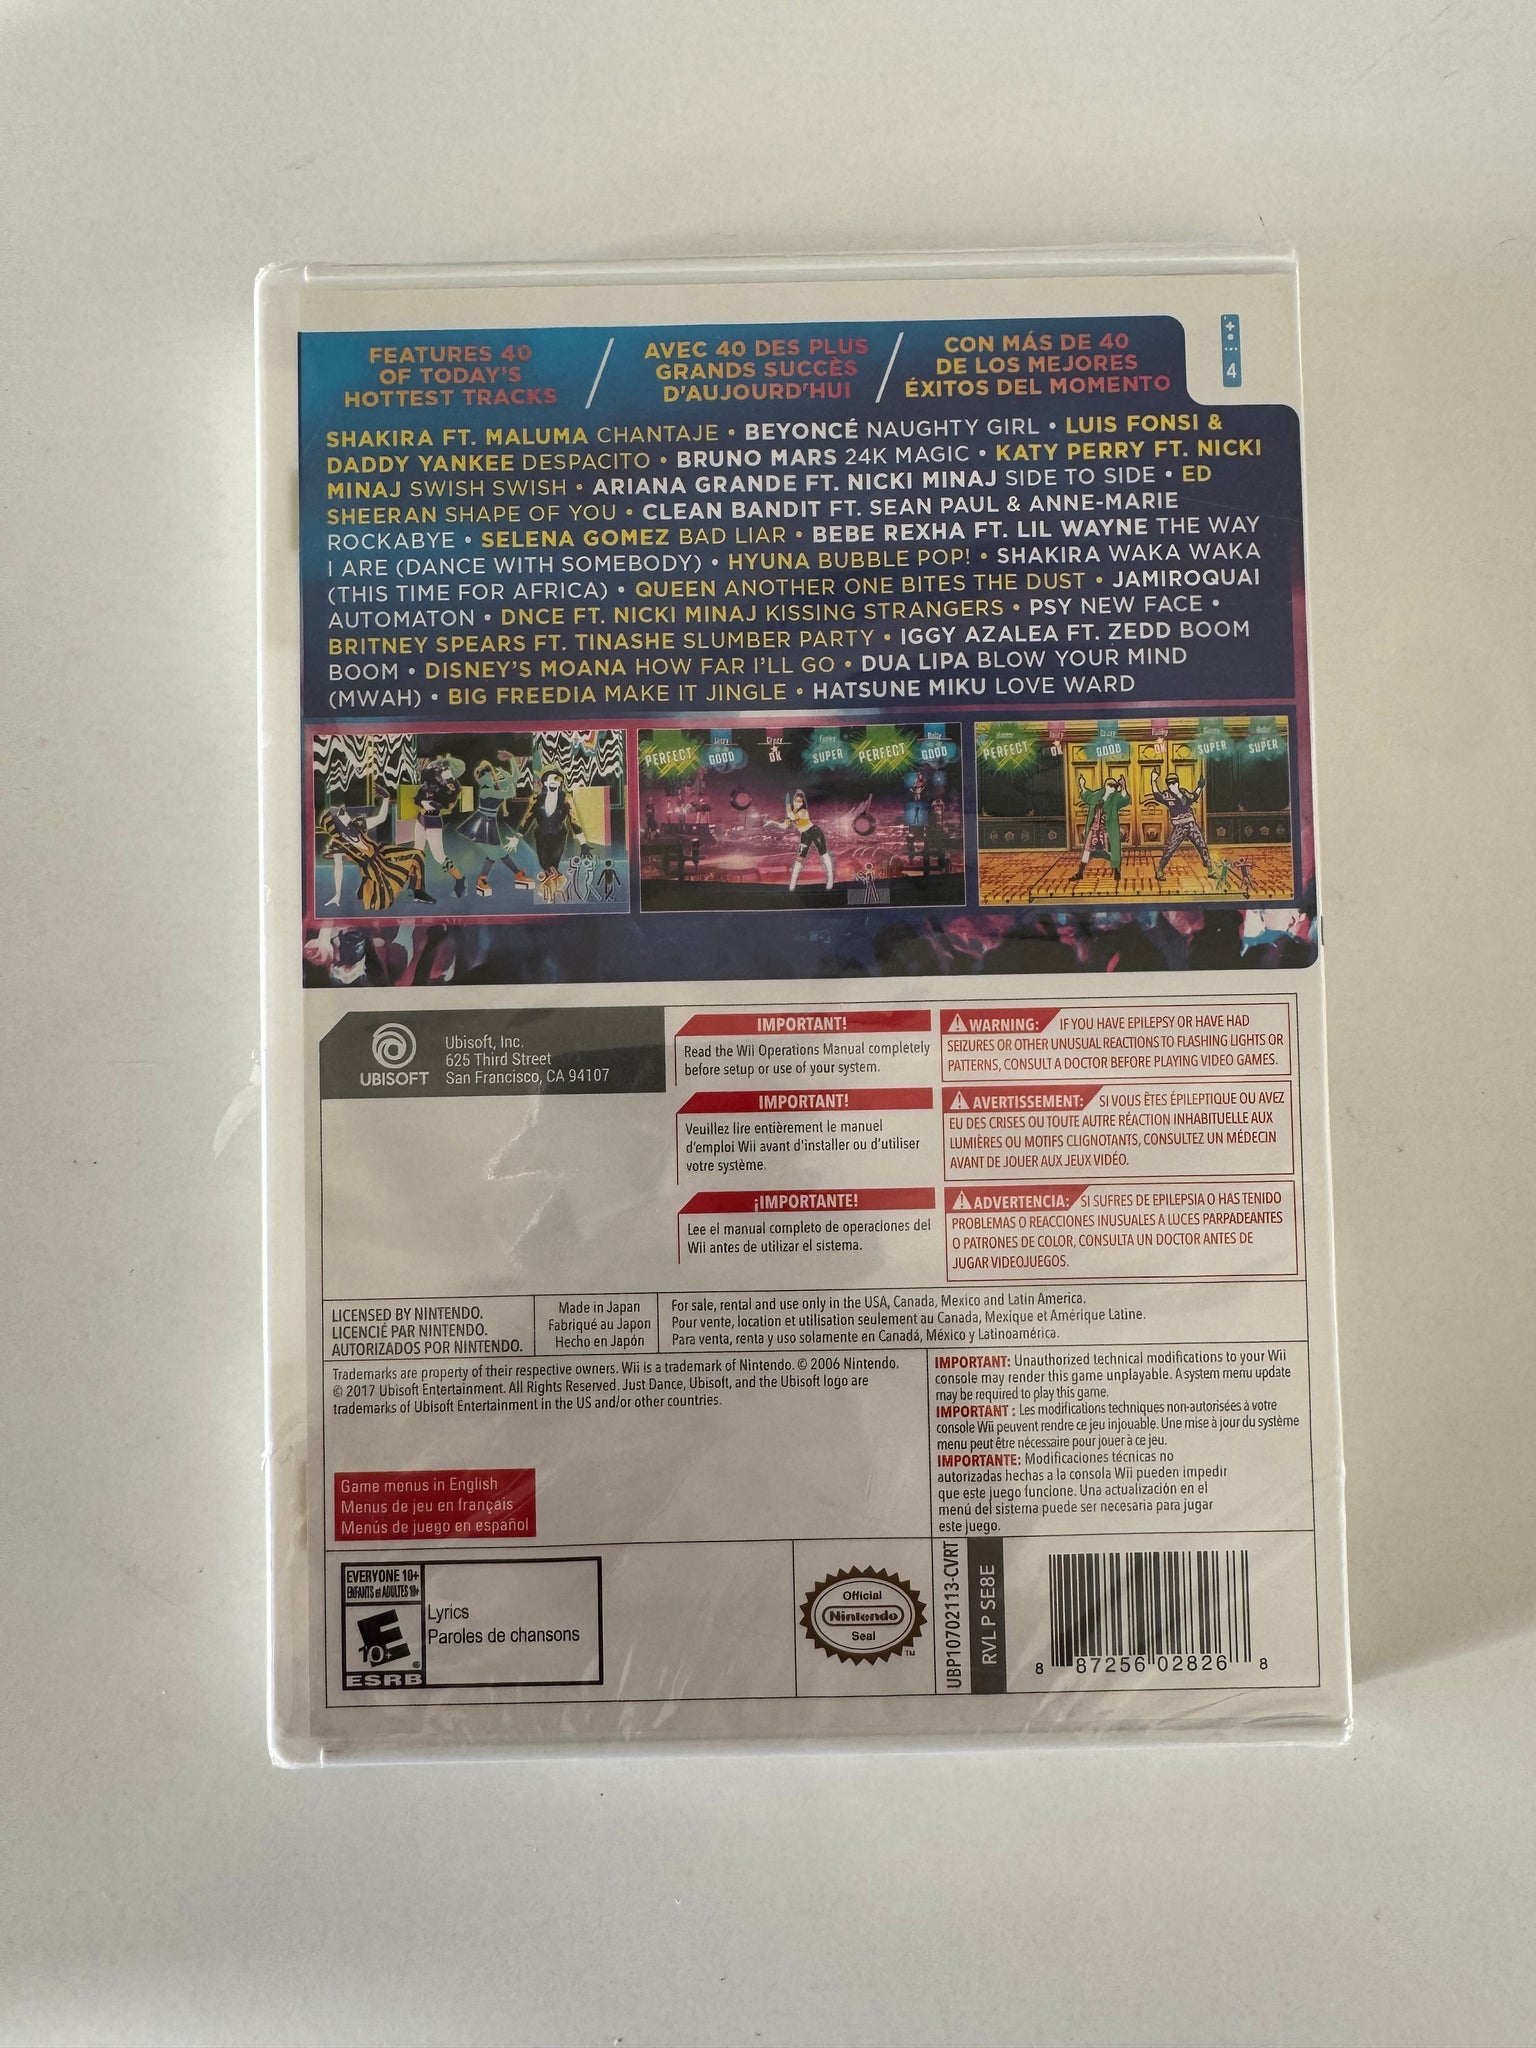 FEATURES 40
OF TODAY'S
HOTTEST TRACKS
AVEC 40 DES PLUS
GRANDS SUCCÈS
D'AUJOURD'HUI
CON MÁS DE 40
DE LOS MEJORES
ÉXITOS DEL MOMENTO
4
SHAKIRA FT. MALUMA CHANTAJE • BEYONCÉ NAUGHTY GIRL • LUIS FONSI &
DADDY YANKEE DESPACITO • BRUNO MARS 24K MAGIC • KATY PERRY FT. NICKI
MINAJ SWISH SWISH • ARIANA GRANDE FT. NICKI MINAJ SIDE TO SIDE • ED
SHEERAN SHAPE OF YOU • CLEAN BANDIT FT. SEAN PAUL & ANNE-MARIE
ROCKABYE • SELENA GOMEZ BAD LIAR • BEBE REXHA FT. LIL WAYNE THE WAY
I ARE (DANCE WITH SOMEBODY) • HYUNA BUBBLE POP! • SHAKIRA WAKA WAKA
(THIS TIME FOR AFRICA) • QUEEN ANOTHER ONE BITES THE DUST • JAMIROQUAI
AUTOMATON • DNCE FT. NICKI MINAJ KISSING STRANGERS • PSY NEW FACE •
BRITNEY SPEARS FT. TINASHE SLUMBER PARTY • IGGY AZALEA FT. ZEDD BOOM
BOOM • DISNEY'S MOANA HOW FAR I'LL GO • DUA LIPA BLOW YOUR MIND
(MWAH) • BIG FREEDIA MAKE IT JINGLE • HATSUNE MIKU LOVE WARD
PERFECT GOOD OK SUPER PERFECT GOOD
PERFECT OK GOOD OK SUPER SUPER
UBISOFT
Ubisoft, Inc.
625 Third Street
San Francisco, CA 94107
IMPORTANT!
Read the Wii Operations Manual completely
before setup or use of your system.
IMPORTANT!
Veuillez lire entièrement le manuel
d'emploi Wii avant d'installer ou d'utiliser
votre système.
¡IMPORTANTE!
Lee el manual completo de operaciones del
Wii antes de utilizar el sistema.
WARNING: IF YOU HAVE EPILEPSY OR HAVE HAD
SEIZURES OR OTHER UNUSUAL REACTIONS TO FLASHING LIGHTS OR
PATTERNS, CONSULT A DOCTOR BEFORE PLAYING VIDEO GAMES.
AVERTISSEMENT: SI VOUS ÊTES ÉPILEPTIQUE OU AVEZ
EU DES CRISES OU TOUTE AUTRE RÉACTION INHABITUELLE AUX
LUMIÈRES OU MOTIFS CLIGNOTANTS, CONSULTEZ UN MÉDECIN
AVANT DE JOUER AUX JEUX VIDÉO.
ADVERTENCIA: SI SUFRES DE EPILEPSIA O HAS TENIDO
PROBLEMAS O REACCIONES INUSUALES A LUCES PARPADEANTES
O PATRONES DE COLOR, CONSULTA UN DOCTOR ANTES DE
JUGAR VIDEOJUEGOS.
LICENSED BY NINTENDO.
LICENCIÉ PAR NINTENDO.
AUTORIZADOS POR NINTENDO.
Made in Japan
Fabriqué au Japon
Hecho en Japón
For sale, rental and use only in the USA, Canada, Mexico and Latin America.
Pour vente, location et utilisation seulement au Canada, Mexique et Amérique Latine.
Para venta, renta y uso solamente en Canadá, México y Latinoamérica.
Trademarks are property of their respective owners. Wii is a trademark of Nintendo. © 2006 Nintendo.
© 2017 Ubisoft Entertainment. All Rights Reserved. Just Dance, Ubisoft, and the Ubisoft logo are
trademarks of Ubisoft Entertainment in the US and/or other countries.
IMPORTANT: Unauthorized technical modifications to your Wii
console may render this game unplayable. A system menu update
may be required to play this game.
IMPORTANT : Les modifications techniques non-autorisées à votre
console Wii peuvent rendre ce jeu injouable. Une mise à jour du système
menu peut être nécessaire pour jouer à ce jeu.
IMPORTANTE: Modificaciones técnicas no
autorizadas hechas a la consola Wii pueden impedir
que este juego funcione. Una actualización en el
menú del sistema puede ser necesaria para jugar
este juego.
Game menus in English
Menus de jeu en français
Menús de juego en español
EVERYONE 10+
ENFANTS et ADULTES 10+
E 10+
ESRB
Lyrics
Paroles de chansons
Official
Nintendo
Seal
TM
UBP10702113-CVRT
RVL P SE8E
8 87256 02826 8